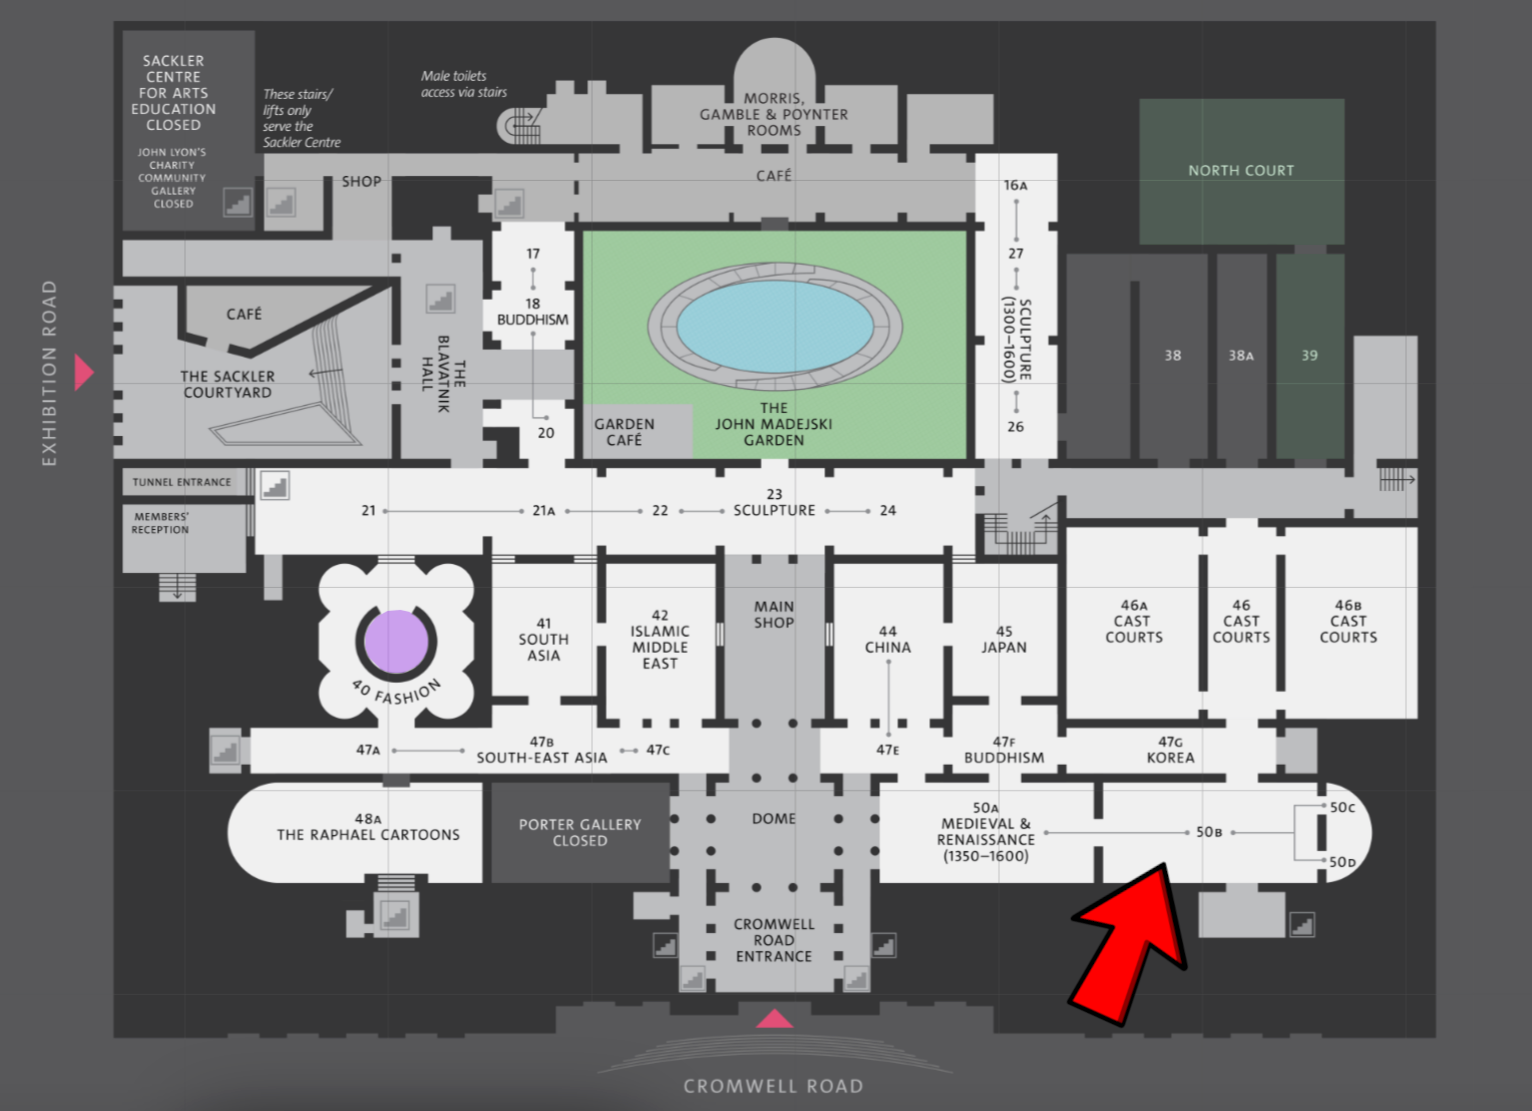 SACKLER
CENTRE
FOR ARTS
EDUCATION
CLOSED
JOHN LYON'S
CHARITY
COMMUNITY
GALLERY
CLOSED
These stairs/
lifts only
serve the
Sackler Centre
Male toilets
access via stairs
MORRIS,
GAMBLE & POYNTER
ROOMS
CAFÉ
SHOP
16A
27
SCULPTURE
(1300–1600)
26
NORTH COURT
38
38A
39
17
18
BUDDHISM
20
CAFÉ
THE SACKLER
COURTYARD
THE
BLAVATNIK
HALL
GARDEN
CAFÉ
THE
JOHN MADEJSKI
GARDEN
EXHIBITION ROAD
TUNNEL ENTRANCE
MEMBERS'
RECEPTION
21
21A
22
23
SCULPTURE
24
40 FASHION
41
SOUTH
ASIA
42
ISLAMIC
MIDDLE
EAST
MAIN
SHOP
44
CHINA
45
JAPAN
46A
CAST
COURTS
46
CAST
COURTS
46B
CAST
COURTS
47A
47B
SOUTH-EAST ASIA
47C
47E
47F
BUDDHISM
47G
KOREA
48A
THE RAPHAEL CARTOONS
PORTER GALLERY
CLOSED
DOME
50A
MEDIEVAL &
RENAISSANCE
(1350–1600)
50B
50C
50D
CROMWELL
ROAD
ENTRANCE
CROMWELL ROAD